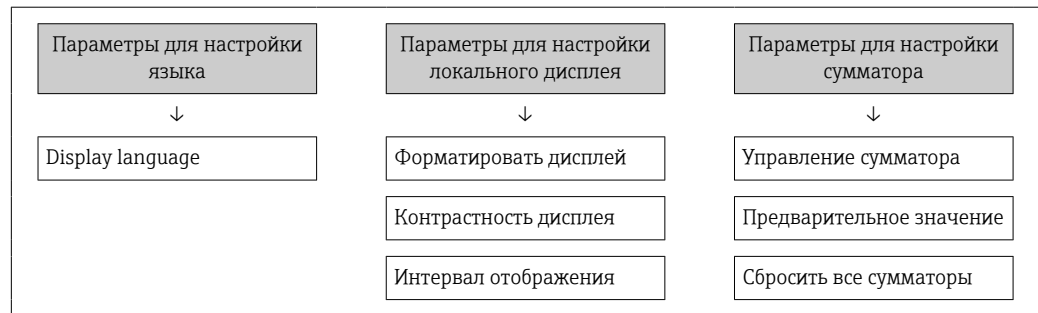 Параметры для настройки
языка
↓
Display language
Параметры для настройки
локального дисплея
↓
Форматировать дисплей
Контрастность дисплея
Интервал отображения
Параметры для настройки
сумматора
↓
Управление сумматора
Предварительное значение
Сбросить все сумматоры